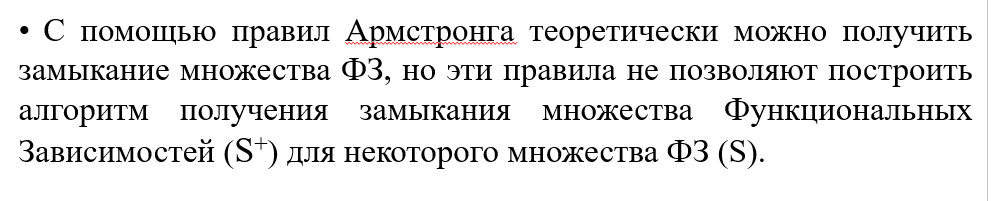 • С помощью правил Армстронга теоретически можно получить
замыкание множества ФЗ, но эти правила не позволяют построить
алгоритм получения замыкания множества Функциональных
Зависимостей (S⁺) для некоторого множества ФЗ (S).